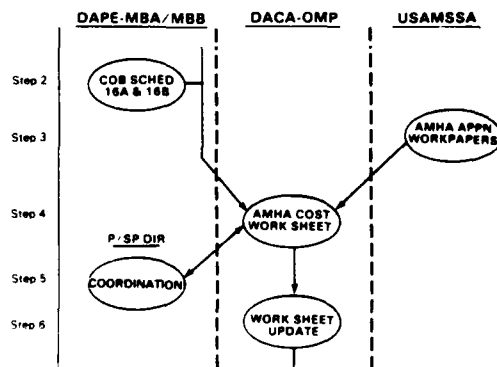 DAPE-MBA/MBB DACA-OMP USAMSSA
Step 2
COB SCHED
16A & 16B
Step 3
AMHA APPN
WORKPAPERS
Step 4
AMHA COST
WORK SHEET
P/SP DIR
Step 5
COORDINATION
Step 6
WORK SHEET
UPDATE